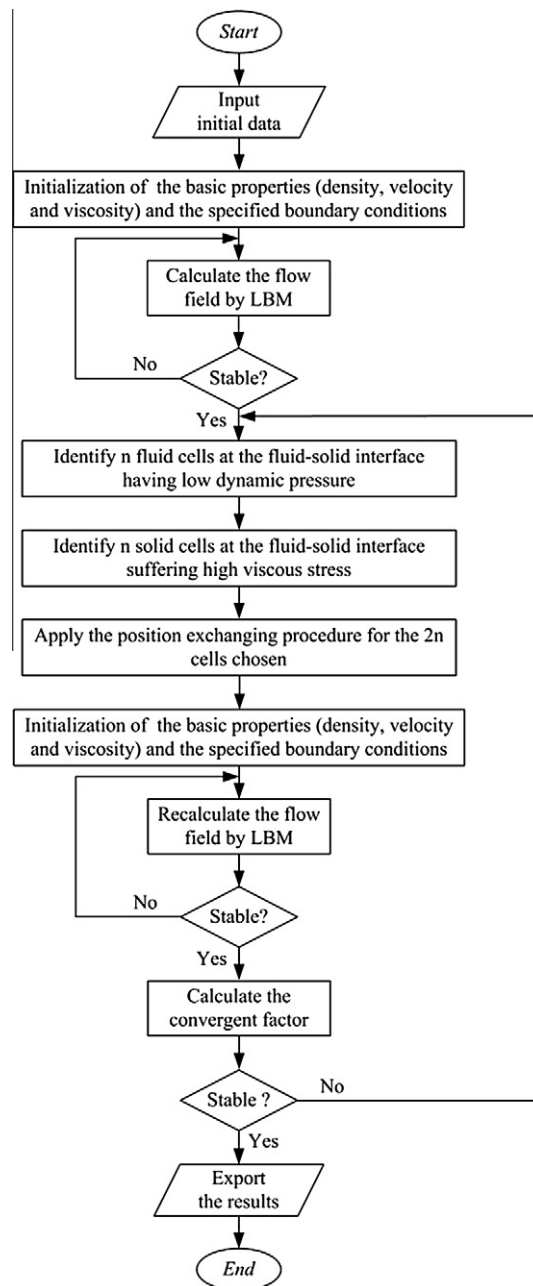 Start
Input
initial data
Initialization of the basic properties (density, velocity
and viscosity) and the specified boundary conditions
Calculate the flow
field by LBM
No
Stable?
Yes
Identify n fluid cells at the fluid-solid interface
having low dynamic pressure
Identify n solid cells at the fluid-solid interface
suffering high viscous stress
Apply the position exchanging procedure for the 2n
cells chosen
Initialization of the basic properties (density, velocity
and viscosity) and the specified boundary conditions
Recalculate the flow
field by LBM
No
Stable?
Yes
Calculate the
convergent factor
Stable ?
No
Yes
Export
the results
End